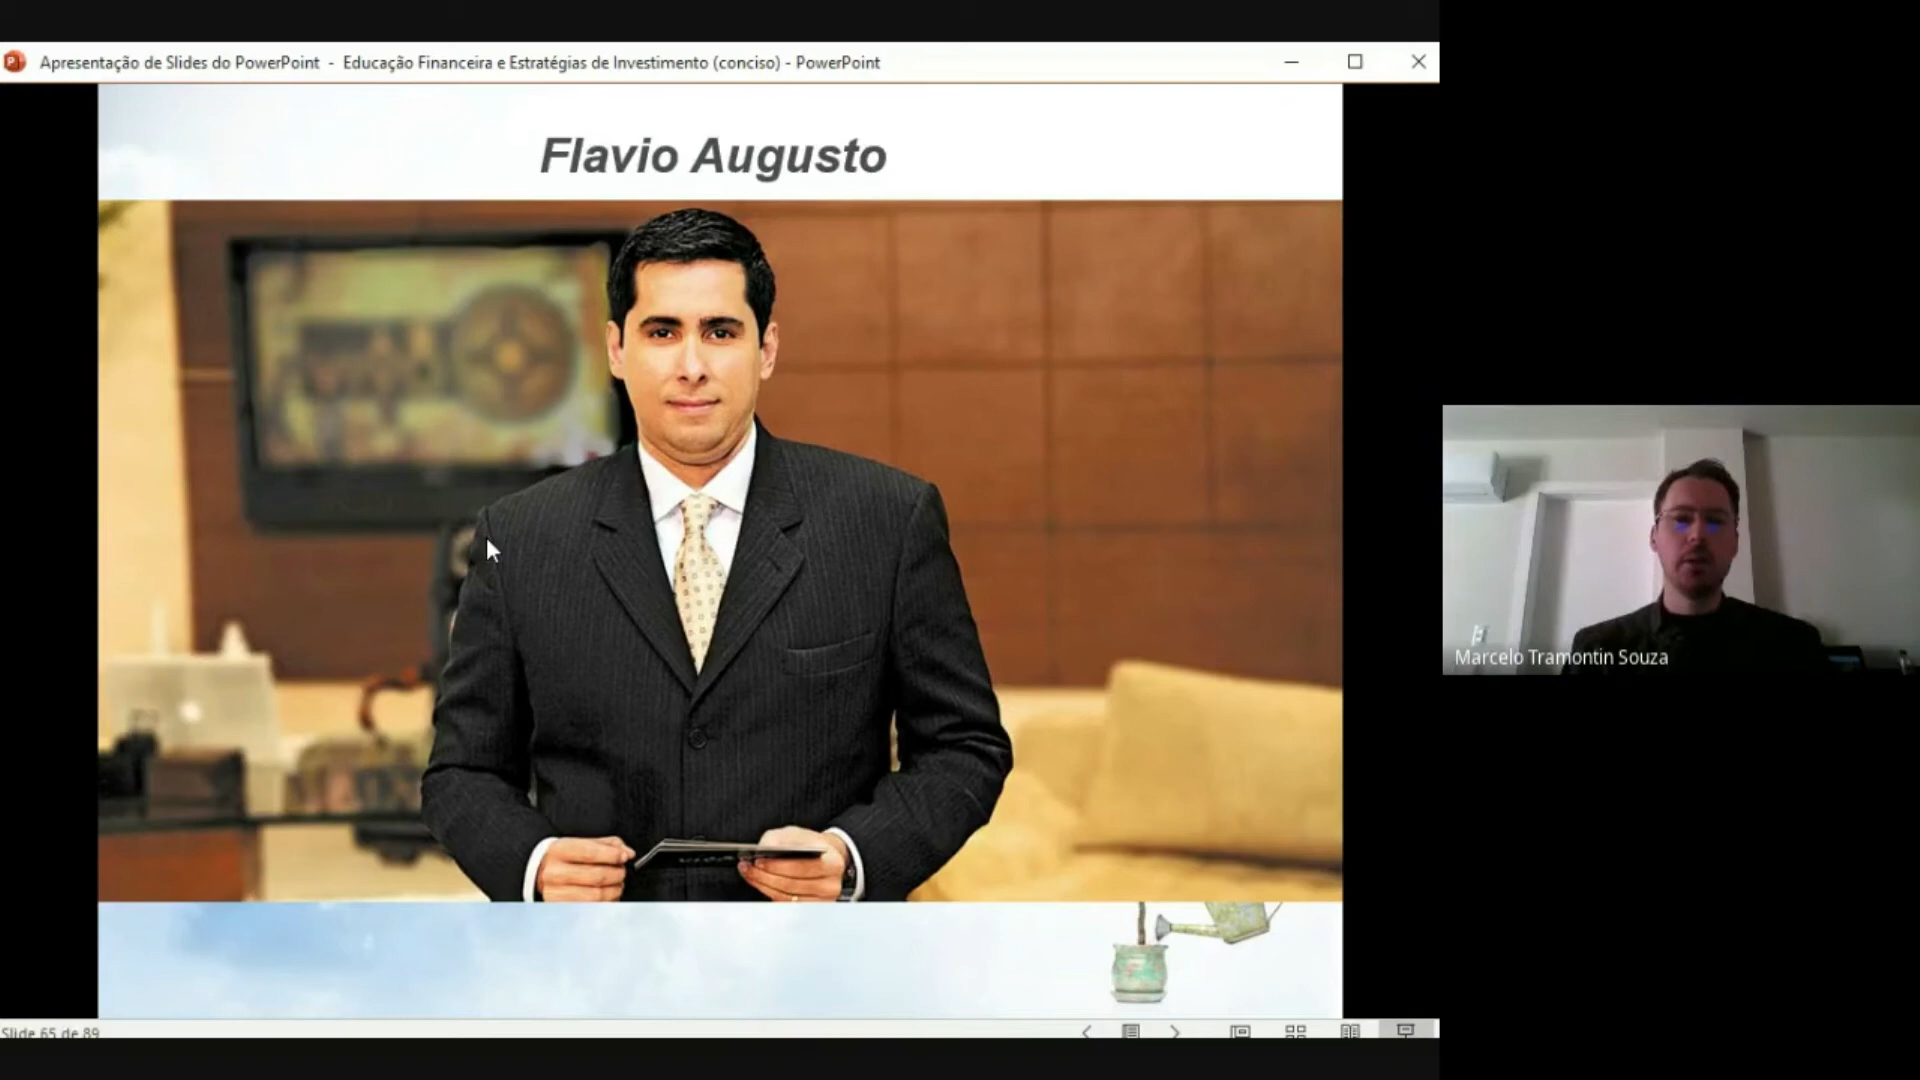 Apresentação de Slides do PowerPoint - Educação Financeira e Estratégias de Investimento (conciso) - PowerPoint
Flavio Augusto
Marcelo Tramontin Souza
Slide 65 de 89